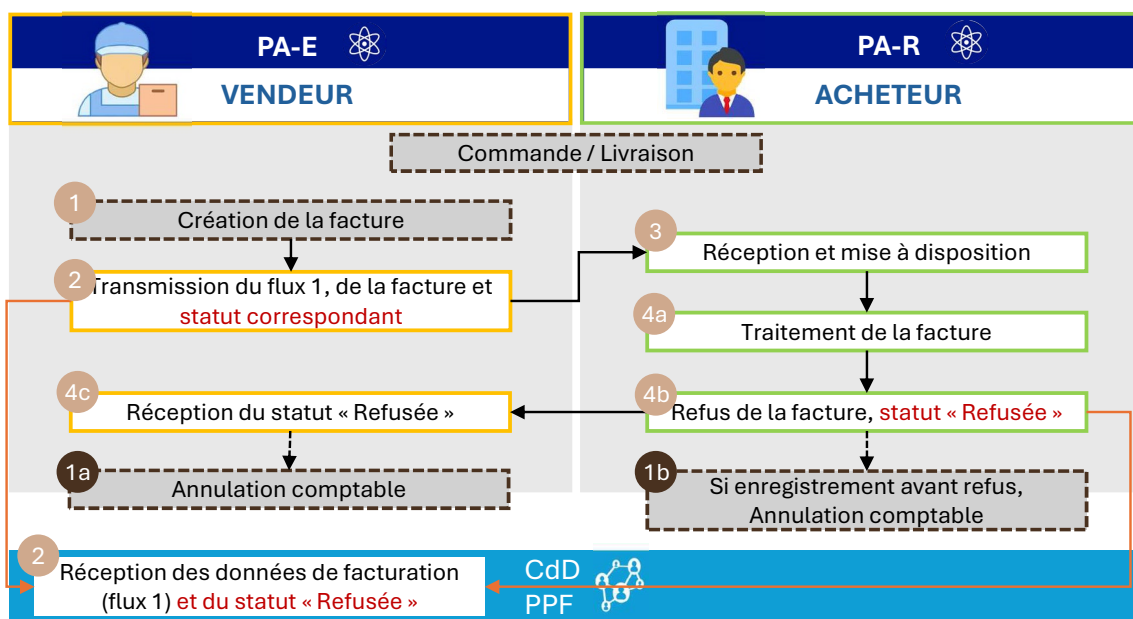 PA-E
VENDEUR
PA-R
ACHETEUR
Commande / Livraison
1
Création de la facture
2
Transmission du flux 1, de la facture et
statut correspondant
3
Réception et mise à disposition
4a
Traitement de la facture
4b
Refus de la facture, statut « Refusée »
4c
Réception du statut « Refusée »
1a
Annulation comptable
1b
Si enregistrement avant refus,
Annulation comptable
2
Réception des données de facturation
(flux 1) et du statut « Refusée »
CdD
PPF